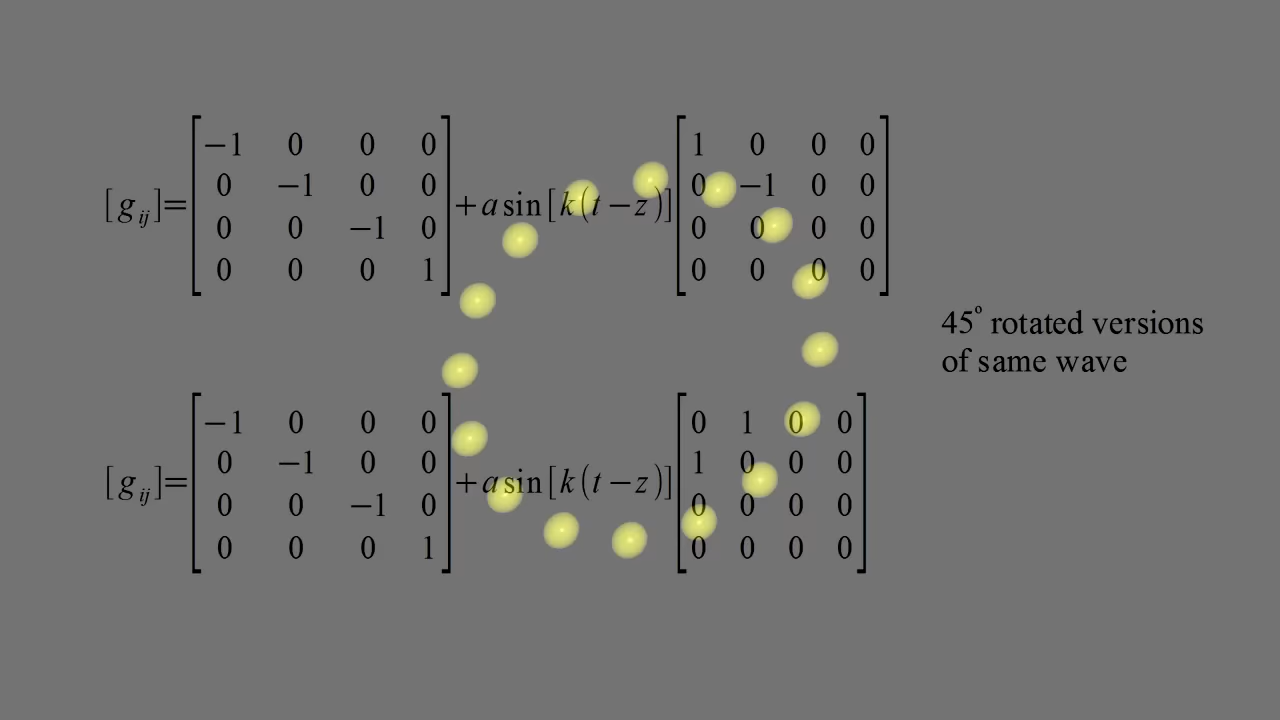 [g_ij]=[−1 0 0 0
0 −1 0 0
0 0 −1 0
0 0 0 1]+a sin[k(t−z)][1 0 0 0
0 −1 0 0
0 0 0 0
0 0 0 0]
45° rotated versions
of same wave
[g_ij]=[−1 0 0 0
0 −1 0 0
0 0 −1 0
0 0 0 1]+a sin[k(t−z)][0 1 0 0
1 0 0 0
0 0 0 0
0 0 0 0]